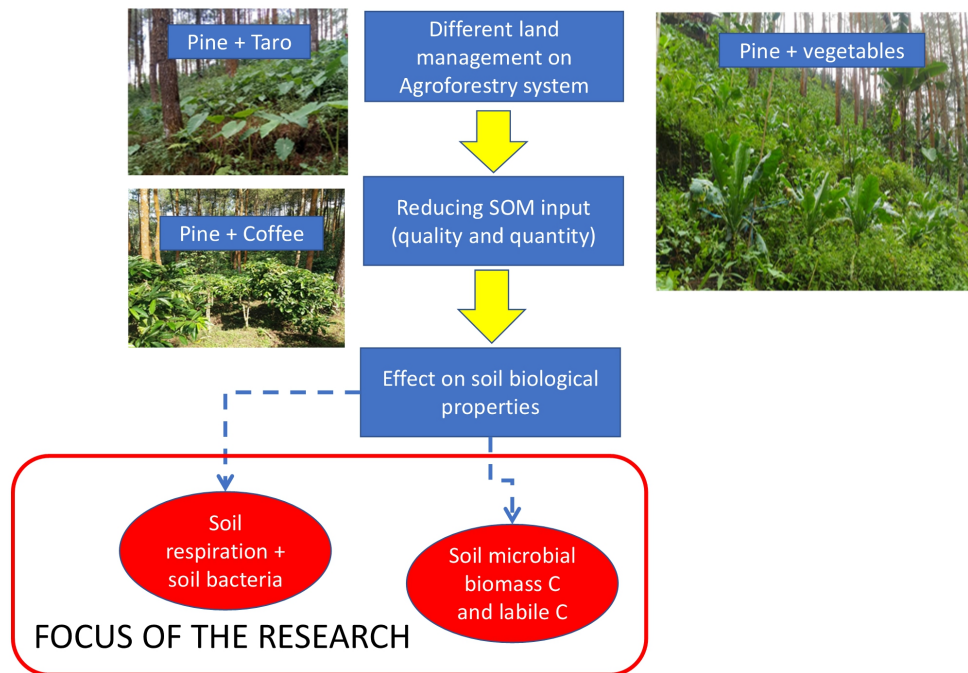 Pine + Taro
Different land
management on
Agroforestry system
Pine + vegetables
Reducing SOM input
(quality and quantity)
Pine + Coffee
Effect on soil biological
properties
Soil
respiration +
soil bacteria
Soil microbial
biomass C
and labile C
FOCUS OF THE RESEARCH